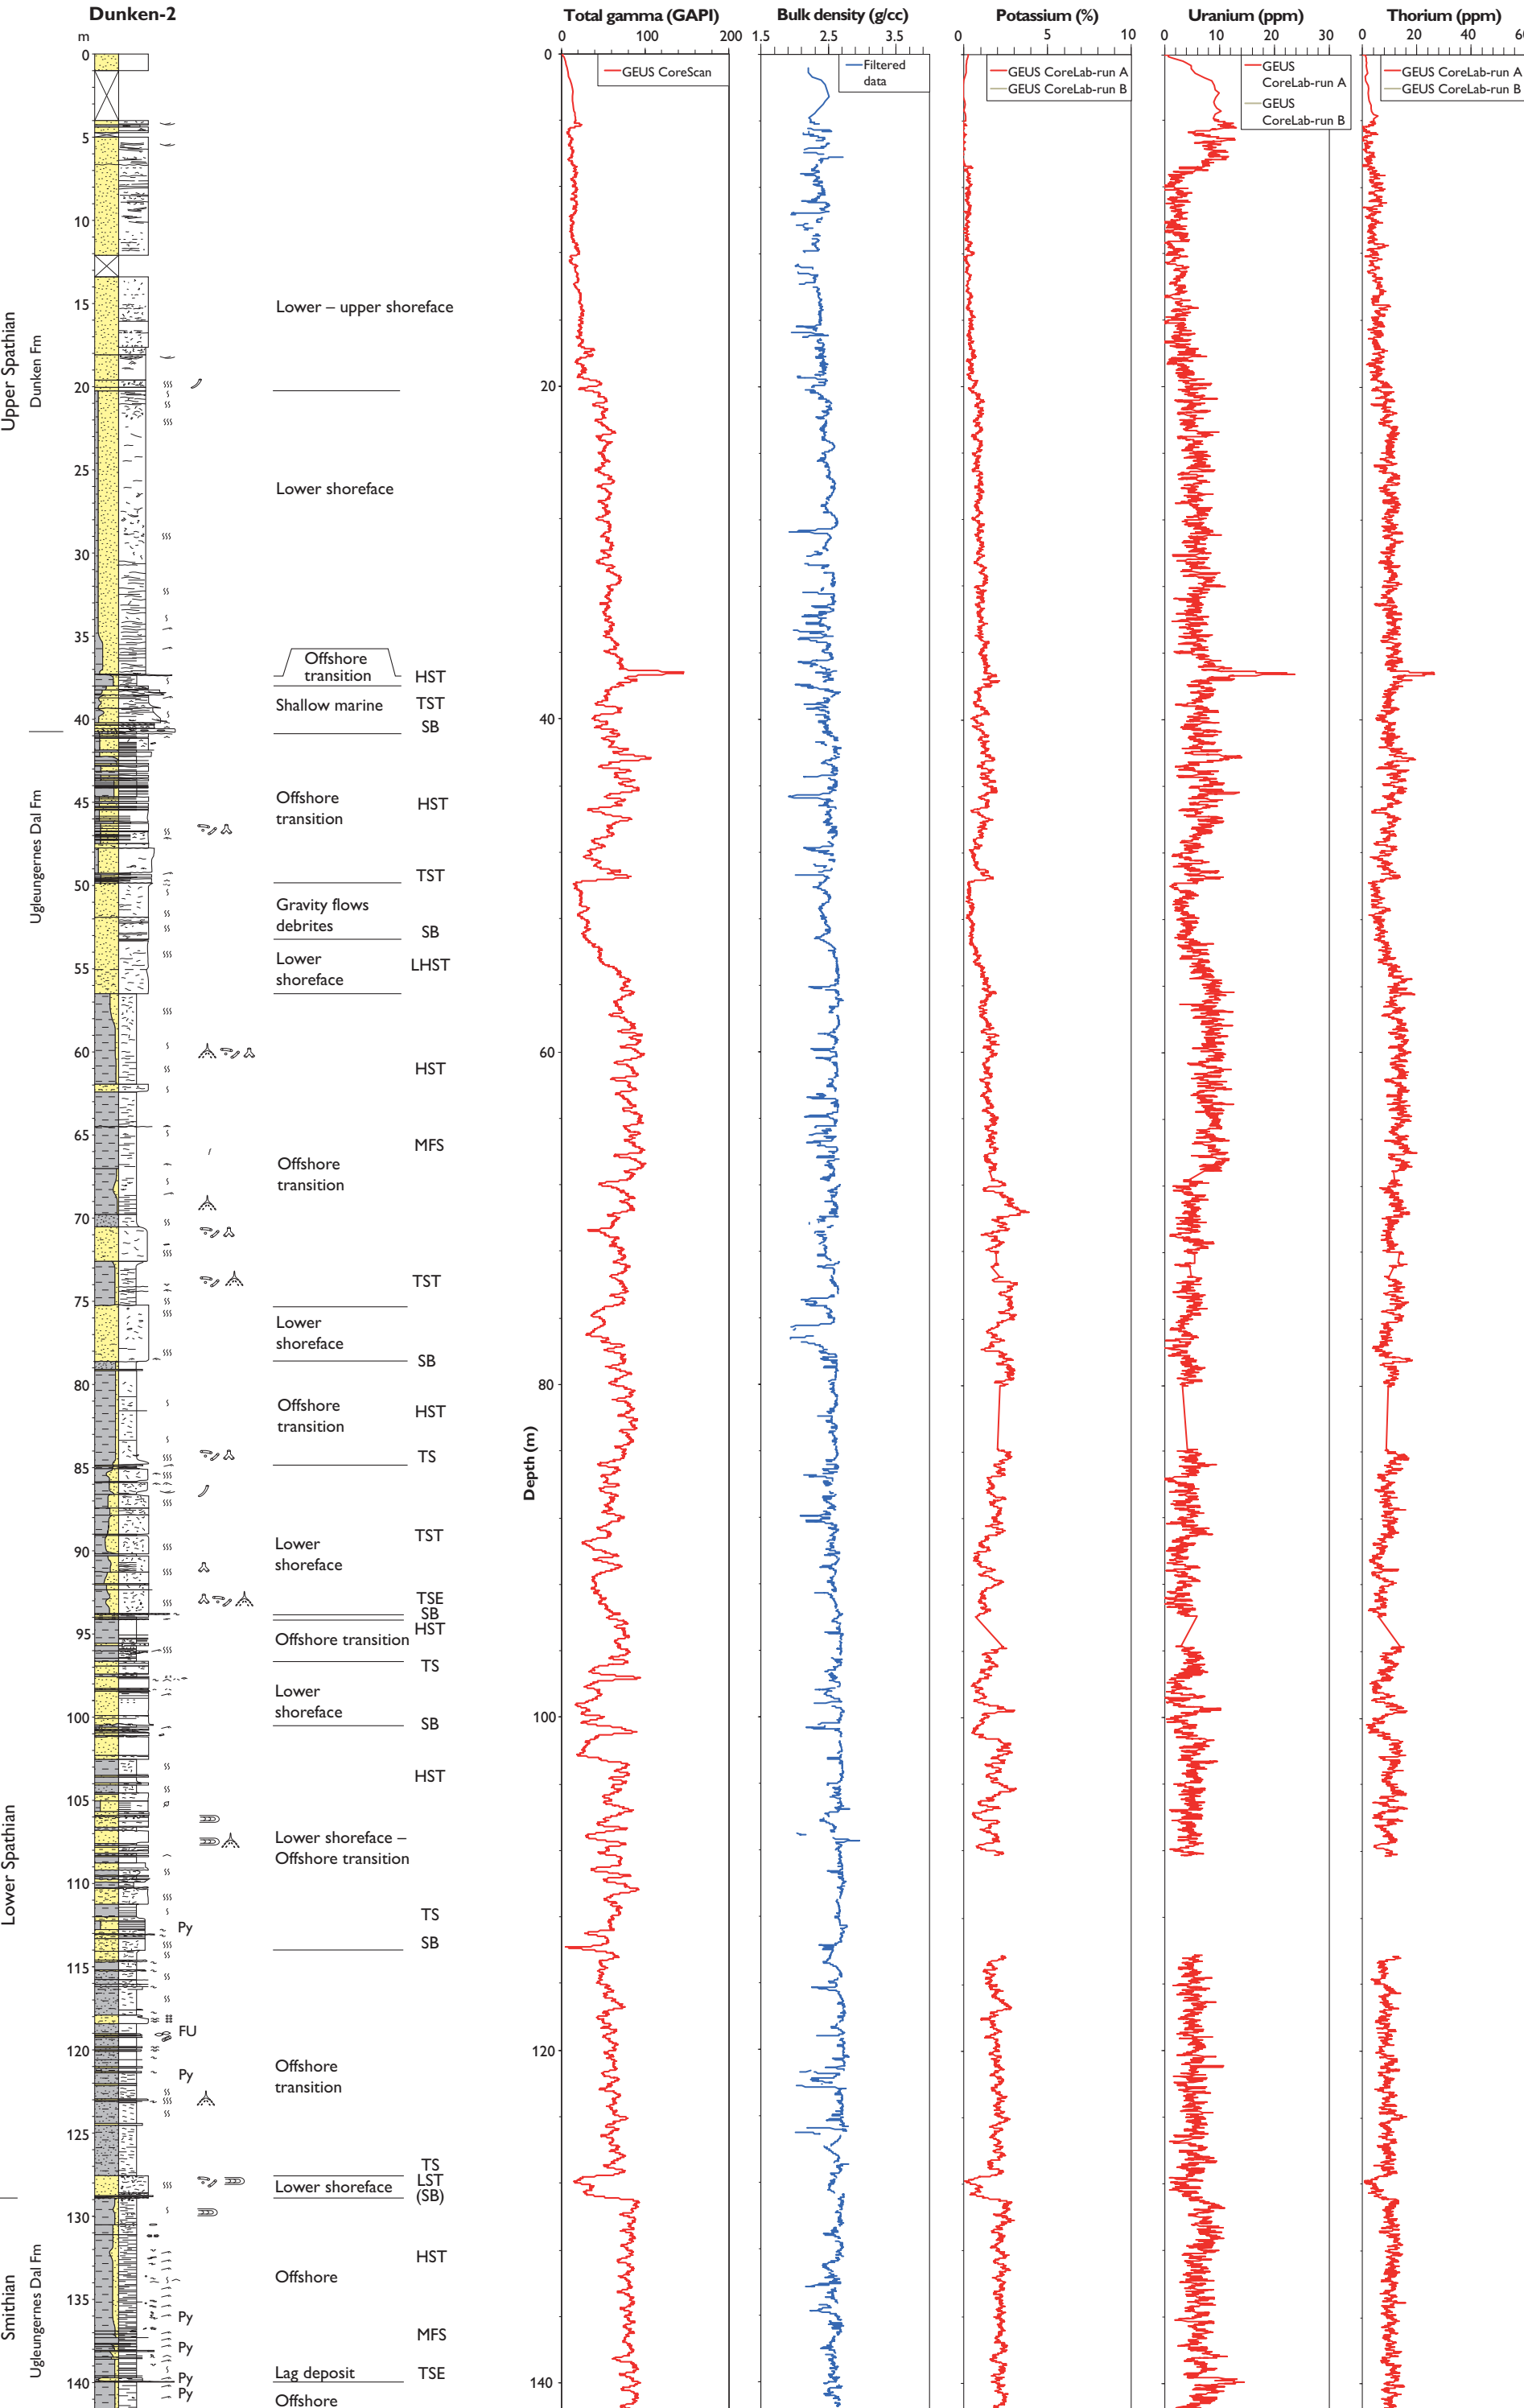 Dunken-2
Total gamma (GAPI)
Bulk density (g/cc)
Potassium (%)
Uranium (ppm)
Thorium (ppm)
m
0 100 200
1.5 2.5 3.5
0 5 10
0 10 20 30
0 20 40 60
GEUS CoreScan
Filtered
data
GEUS CoreLab-run A
GEUS CoreLab-run B
GEUS
CoreLab-run A
GEUS
CoreLab-run B
GEUS CoreLab-run A
GEUS CoreLab-run B
0
5
10
15
20
25
30
35
40
45
50
55
60
65
70
75
80
85
90
95
100
105
110
115
120
125
130
135
140
Upper Spathian
Dunken Fm
Ugleungernes Dal Fm
Lower Spathian
Smithian
Ugleungernes Dal Fm
Lower – upper shoreface
Lower shoreface
Offshore
transition
HST
Shallow marine
TST
SB
Offshore
transition
HST
TST
Gravity flows
debrites
SB
Lower
shoreface
LHST
HST
MFS
Offshore
transition
TST
Lower
shoreface
SB
Offshore
transition
HST
TS
TST
Lower
shoreface
TSE
SB
HST
Offshore transition
TS
Lower
shoreface
SB
HST
Lower shoreface –
Offshore transition
TS
Py
SB
FU
Py
Offshore
transition
TS
LST
Lower shoreface
(SB)
HST
Offshore
Py
MFS
Py
Lag deposit
TSE
Py
Py
Offshore
Depth (m)
0
20
40
60
80
100
120
140